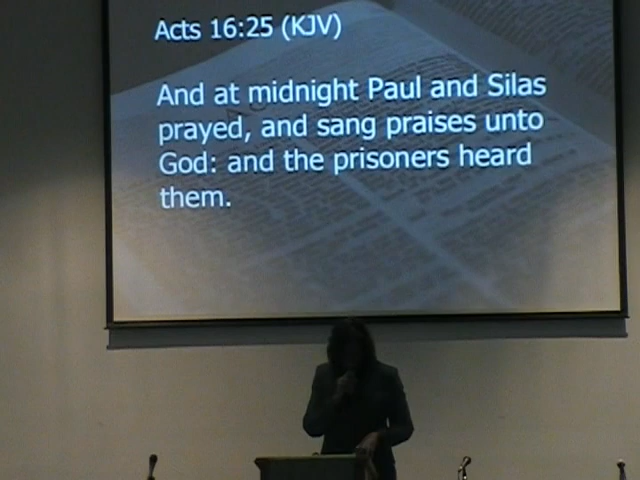 Acts 16:25 (KJV)
And at midnight Paul and Silas
prayed, and sang praises unto
God: and the prisoners heard
them.